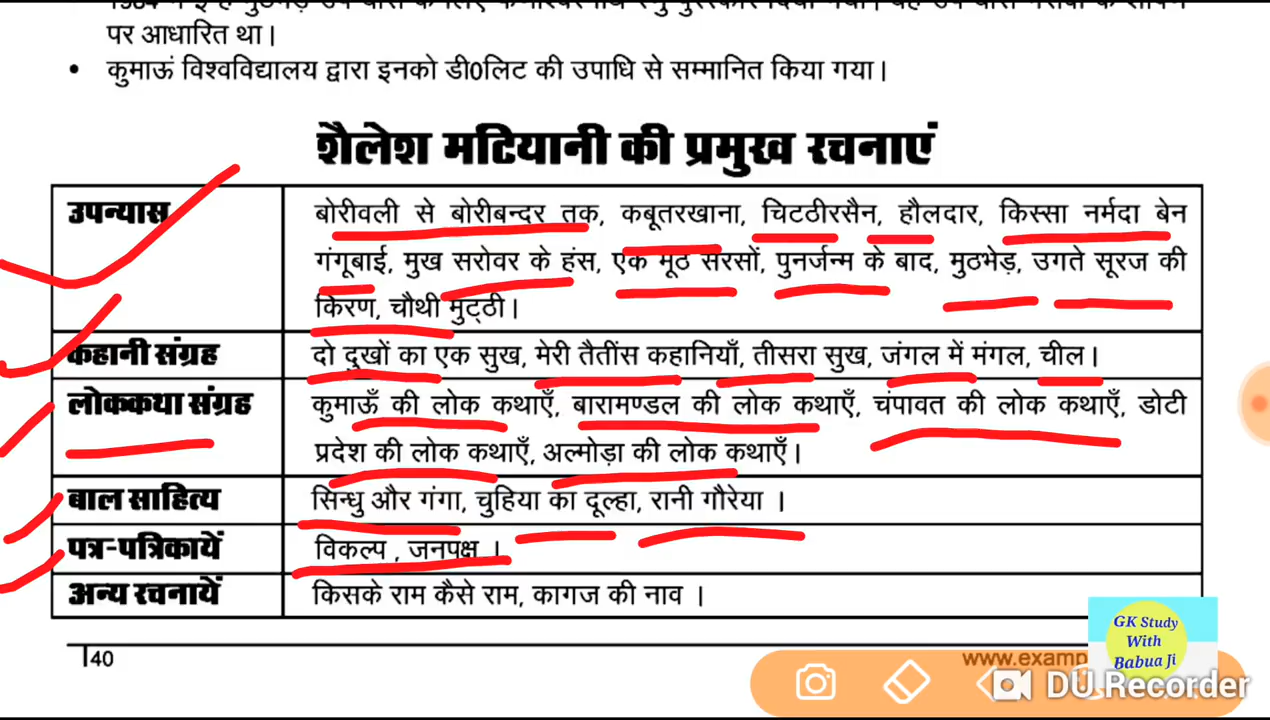 पर आधारित था।
• कुमाऊं विश्वविद्यालय द्वारा इनको डी0लिट की उपाधि से सम्मानित किया गया।
शैलेश मटियानी की प्रमुख रचनाएं
उपन्यास बोरीवली से बोरीबन्दर तक, कबूतरखाना, चिटठीरसैन, हौलदार, किस्सा नर्मदा बेन
गंगूबाई, मुख सरोवर के हंस, एक मूठ सरसों, पुनर्जन्म के बाद, मुठभेड़, उगते सूरज की
किरण, चौथी मुट्ठी।
कहानी संग्रह दो दुखों का एक सुख, मेरी तैतींस कहानियाँ, तीसरा सुख, जंगल में मंगल, चील।
लोककथा संग्रह कुमाऊँ की लोक कथाएँ, बारामण्डल की लोक कथाएँ, चंपावत की लोक कथाएँ, डोटी
प्रदेश की लोक कथाएँ, अल्मोड़ा की लोक कथाएँ।
बाल साहित्य सिन्धु और गंगा, चुहिया का दूल्हा, रानी गौरेया ।
पत्र-पत्रिकायें विकल्प , जनपक्ष ।
अन्य रचनायें किसके राम कैसे राम, कागज की नाव ।
40
www.examp
GK Study
With
Babua Ji
DU Recorder